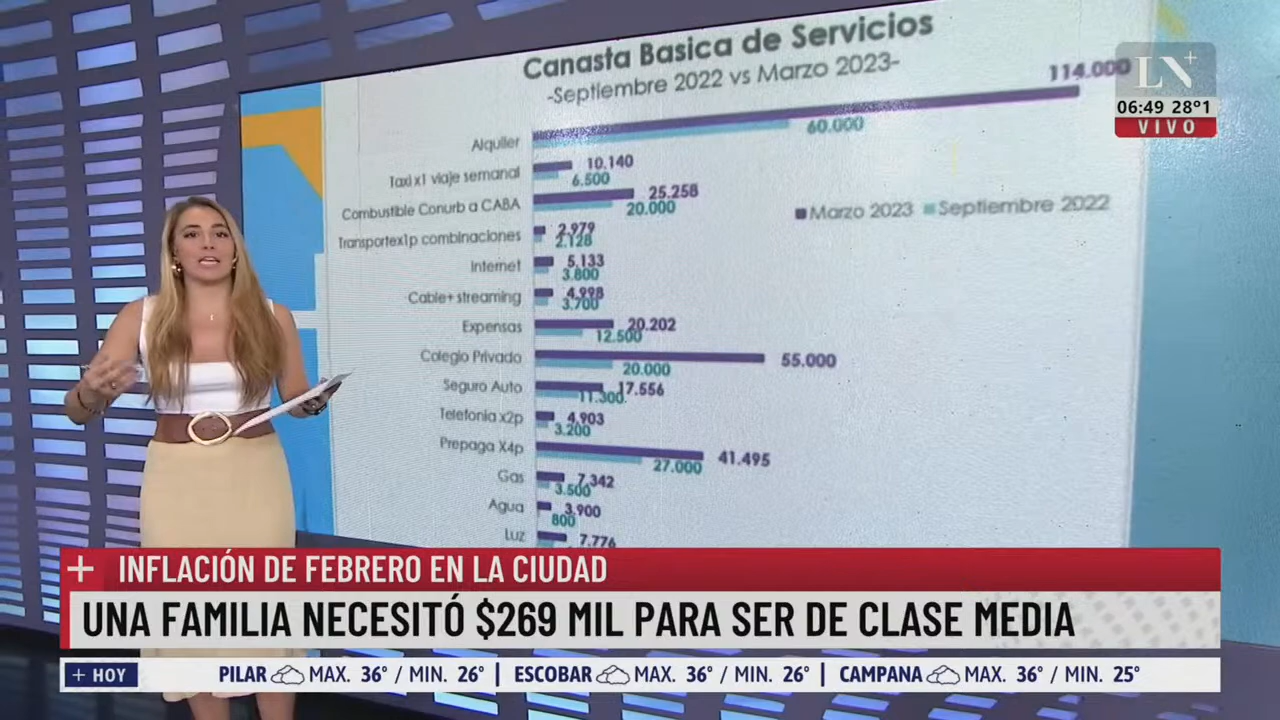 Canasta Basica de Servicios
-Septiembre 2022 vs Marzo 2023-
LN+
06:49 28°1
VIVO
Alquiler 114.000
60.000
Taxi x1 viaje semanal 10.140
6.500
Combustible Conurb a CABA 25.258
20.000
Marzo 2023 Septiembre 2022
Transportex1p combinaciones 2.979
2.128
Internet 5.133
3.800
Cable+ streaming 4.998
3.700
Expensas 20.202
12.500
Colegio Privado 55.000
20.000
Seguro Auto 17.556
11.300
Telefonia x2p 4.903
3.200
Prepaga X4p 41.495
27.000
Gas 7.342
3.500
Agua 3.900
800
Luz 7.776
+ INFLACIÓN DE FEBRERO EN LA CIUDAD
UNA FAMILIA NECESITÓ $269 MIL PARA SER DE CLASE MEDIA
+ HOY PILAR MAX. 36° / MIN. 26° | ESCOBAR MAX. 36° / MIN. 26° | CAMPANA MAX. 36° / MIN. 25°